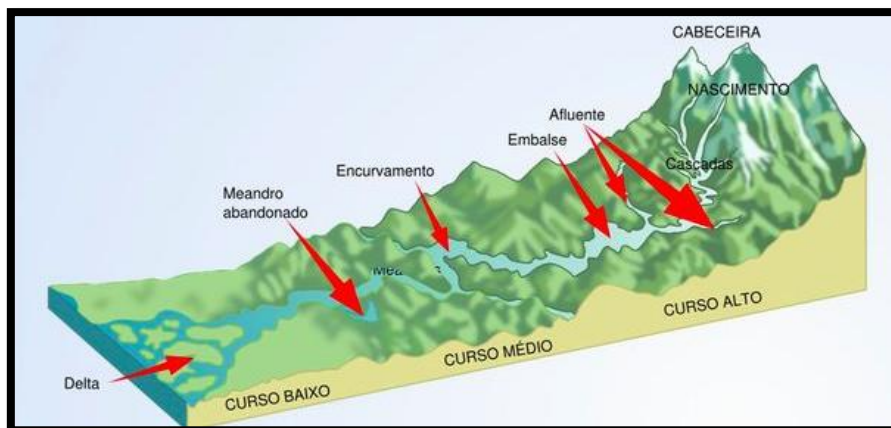 CABECEIRA
NASCIMENTO
Afluente
Embalse
Cascadas
Encurvamento
Meandro
abandonado
CURSO ALTO
CURSO MÉDIO
Delta
CURSO BAIXO